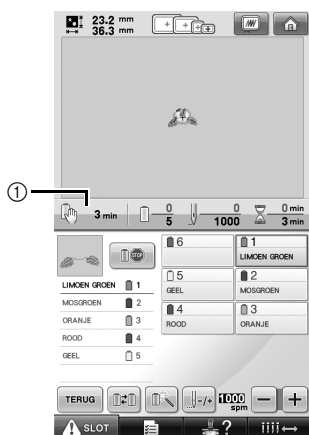 23.2 mm
36.3 mm
①
3 min
0
5
0
1000
0 min
3 min
LIMOEN GROEN 1
MOSGROEN 2
ORANJE 3
ROOD 4
GEEL 5
6
1
LIMOEN GROEN
5
GEEL
2
MOSGROEN
4
ROOD
3
ORANJE
TERUG
-/+
1000
spm
−
+
SLOT
?